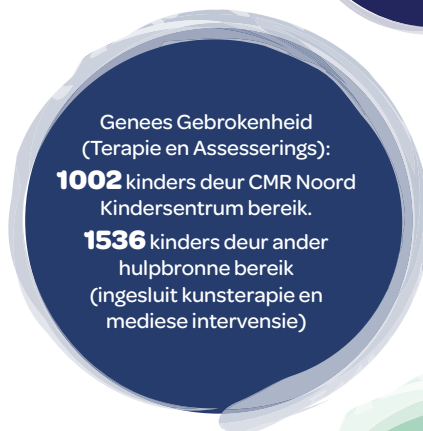 Genees Gebrokenheid
(Terapie en Assesserings):
1002 kinders deur CMR Noord
Kindersentrum bereik.
1536 kinders deur ander
hulpbronne bereik
(ingesluit kunsterapie en
mediese intervensie)